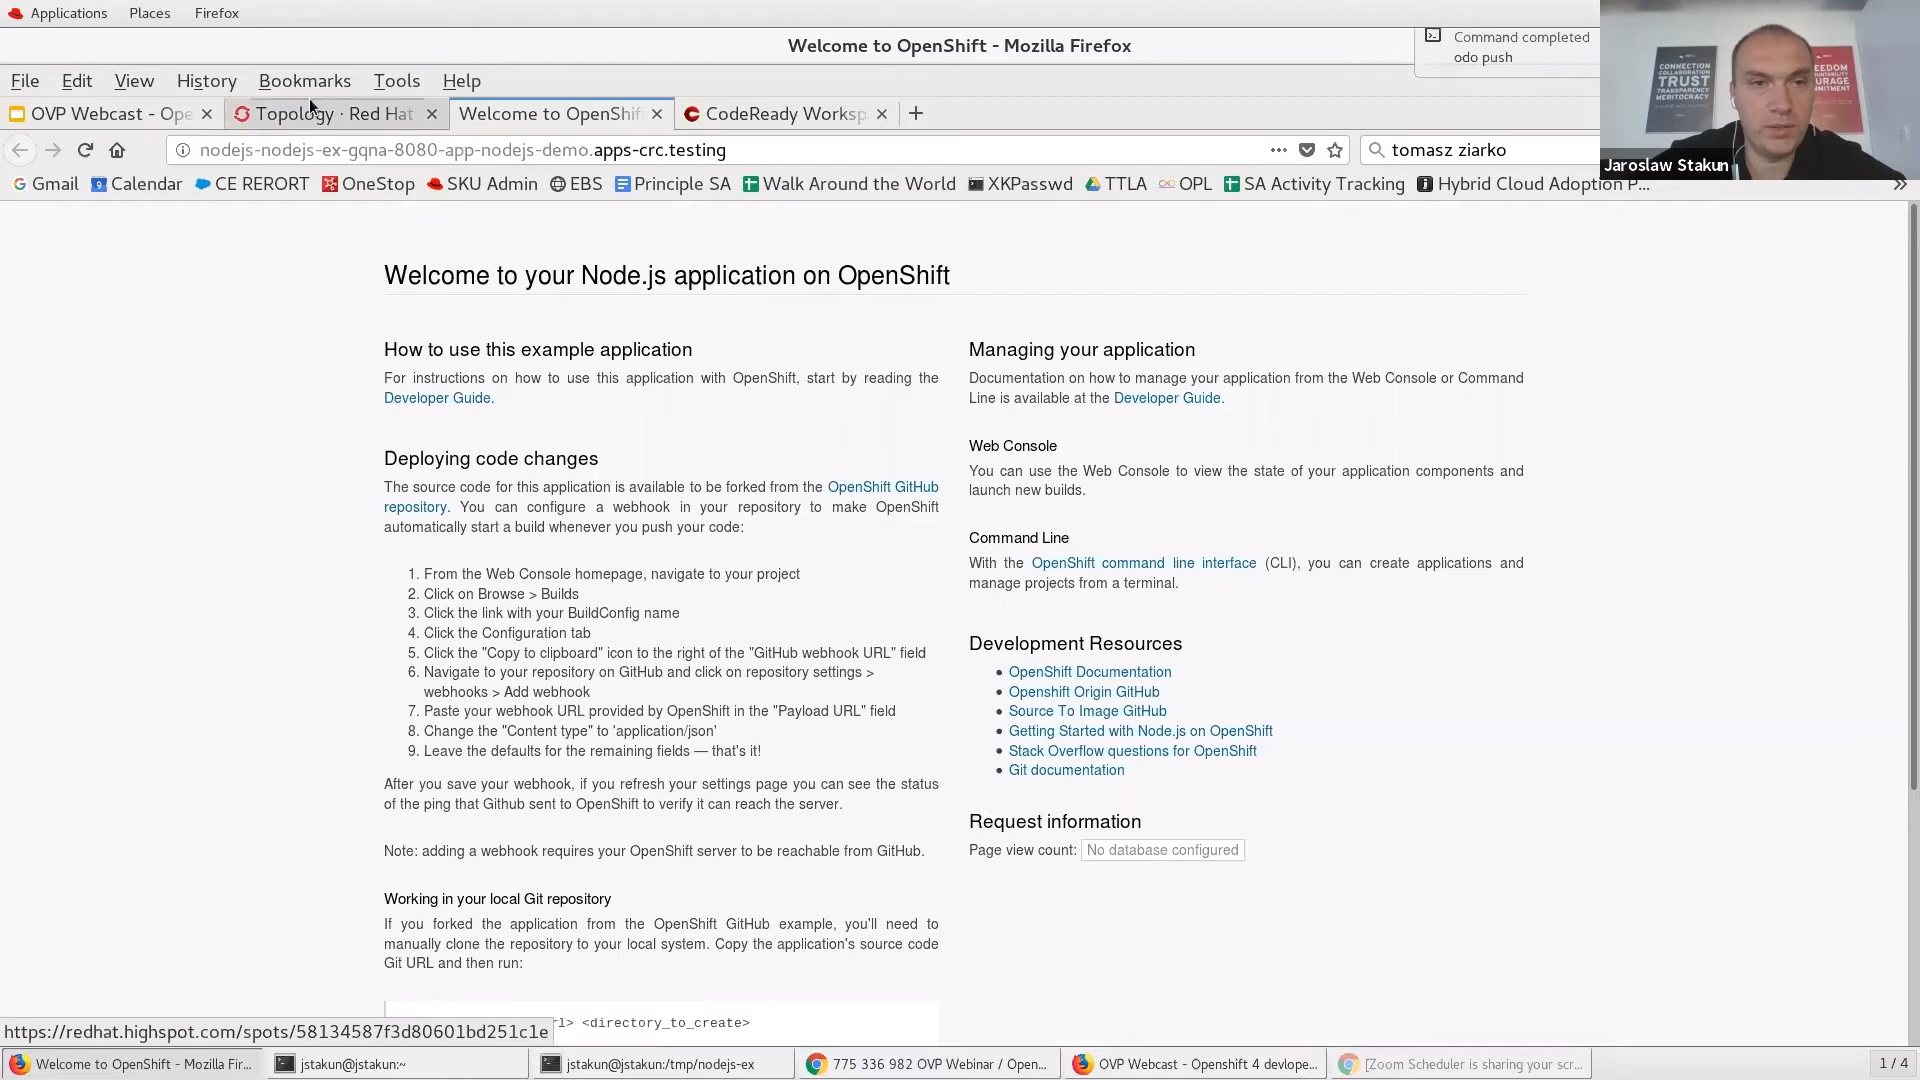 Applications Places Firefox
Welcome to OpenShift - Mozilla Firefox
Command completed
odo push
CONNECTION
COLLABORATION
TRUST
TRANSPARENCY
MERITOCRACY
File Edit View History Bookmarks Tools Help
OVP Webcast - Ope
Topology · Red Hat
Welcome to OpenShif
CodeReady Worksp
nodejs-nodejs-ex-gqna-8080-app-nodejs-demo.apps-crc.testing
tomasz ziarko
Jaroslaw Stakun
Gmail Calendar CE RERORT OneStop SKU Admin EBS Principle SA Walk Around the World XKPasswd TTLA OPL SA Activity Tracking Hybrid Cloud Adoption P...
Welcome to your Node.js application on OpenShift
How to use this example application
For instructions on how to use this application with OpenShift, start by reading the
Developer Guide.
Deploying code changes
The source code for this application is available to be forked from the OpenShift GitHub
repository. You can configure a webhook in your repository to make OpenShift
automatically start a build whenever you push your code:
1. From the Web Console homepage, navigate to your project
2. Click on Browse > Builds
3. Click the link with your BuildConfig name
4. Click the Configuration tab
5. Click the "Copy to clipboard" icon to the right of the "GitHub webhook URL" field
6. Navigate to your repository on GitHub and click on repository settings >
webhooks > Add webhook
7. Paste your webhook URL provided by OpenShift in the "Payload URL" field
8. Change the "Content type" to 'application/json'
9. Leave the defaults for the remaining fields — that's it!
After you save your webhook, if you refresh your settings page you can see the status
of the ping that Github sent to OpenShift to verify it can reach the server.
Note: adding a webhook requires your OpenShift server to be reachable from GitHub.
Working in your local Git repository
If you forked the application from the OpenShift GitHub example, you'll need to
manually clone the repository to your local system. Copy the application's source code
Git URL and then run:
rl> <directory_to_create>
Managing your application
Documentation on how to manage your application from the Web Console or Command
Line is available at the Developer Guide.
Web Console
You can use the Web Console to view the state of your application components and
launch new builds.
Command Line
With the OpenShift command line interface (CLI), you can create applications and
manage projects from a terminal.
Development Resources
OpenShift Documentation
Openshift Origin GitHub
Source To Image GitHub
Getting Started with Node.js on OpenShift
Stack Overflow questions for OpenShift
Git documentation
Request information
Page view count: No database configured
https://redhat.highspot.com/spots/58134587f3d80601bd251c1e
Welcome to OpenShift - Mozilla Fir...
jstakun@jstakun:~
jstakun@jstakun:/tmp/nodejs-ex
775 336 982 OVP Webinar / Open...
OVP Webcast - Openshift 4 devlope...
[Zoom Scheduler is sharing your scr...
1 / 4